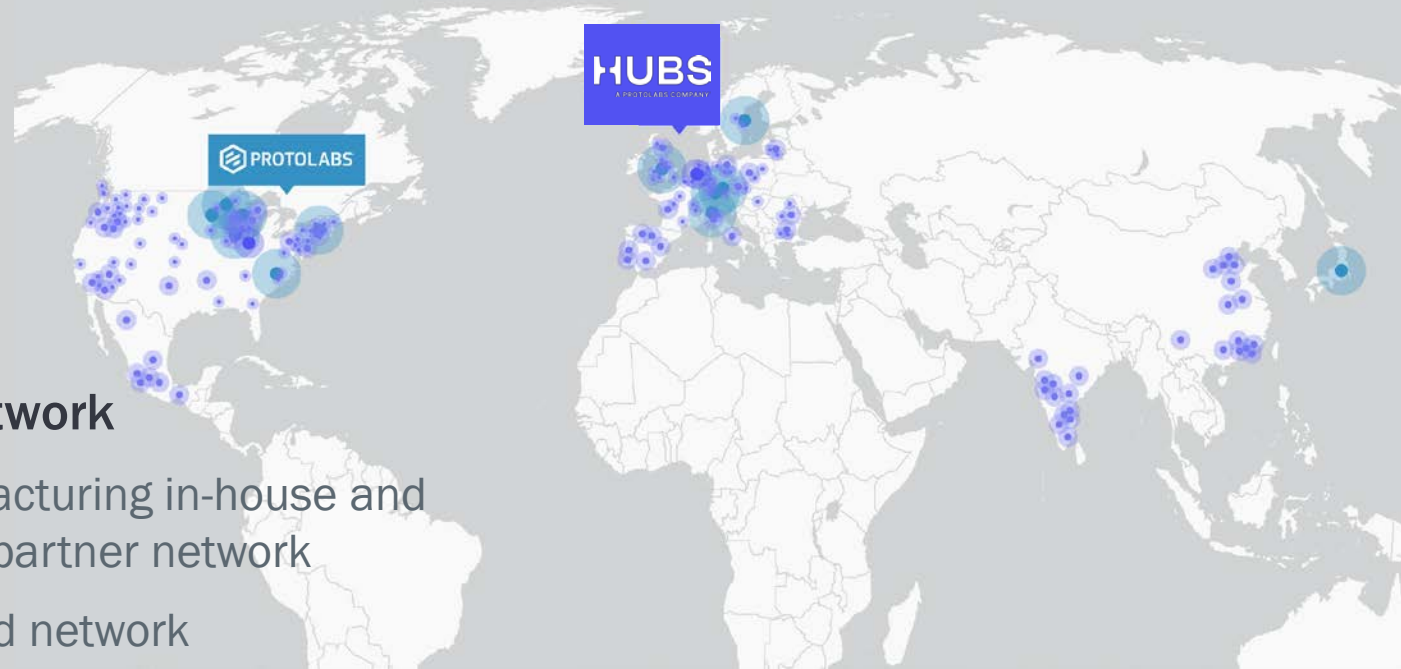 HUBS
A PROTOLABS COMPANY
PROTOLABS
twork
acturing in-house and
partner network
d network